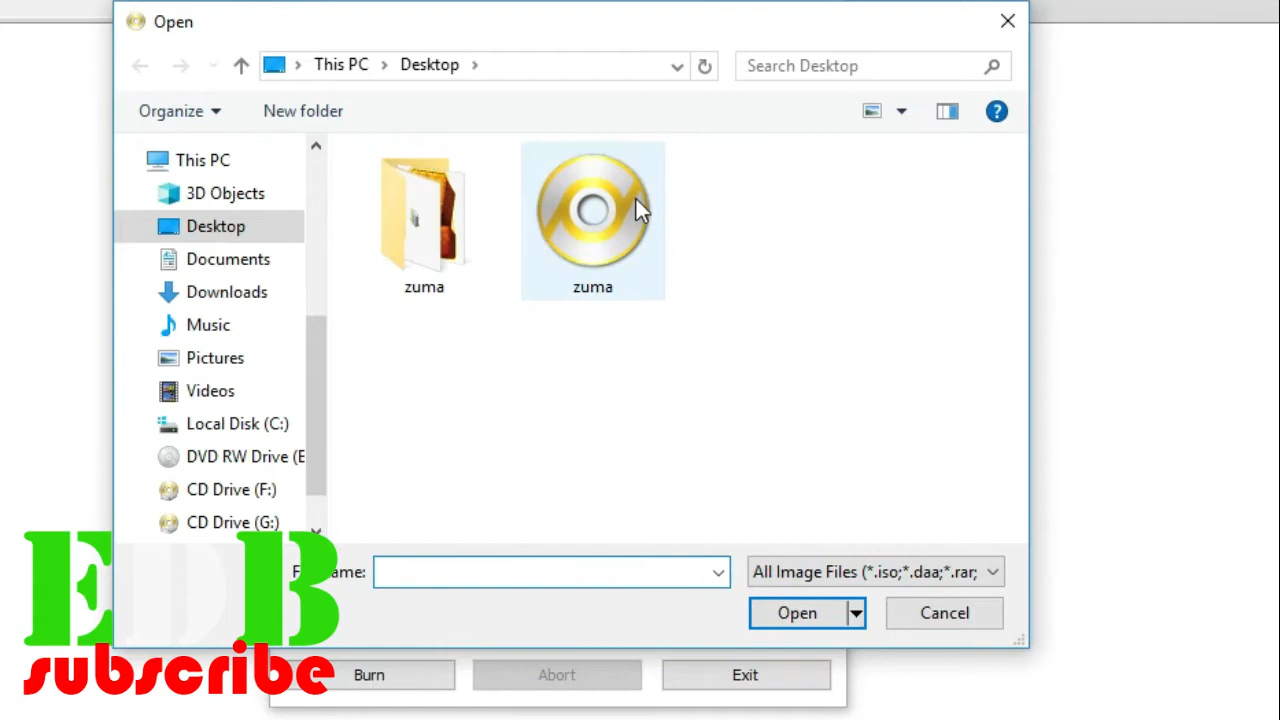 Open
This PC
Desktop
Search Desktop
Organize
New folder
This PC
3D Objects
Desktop
Documents
Downloads
Music
Pictures
Videos
Local Disk (C:)
DVD RW Drive (E
CD Drive (F:)
CD Drive (G:)
zuma
zuma
ame:
All Image Files (*.iso;*.daa;*.rar;
Open
Cancel
Burn
Abort
Exit
EDB
subscribe